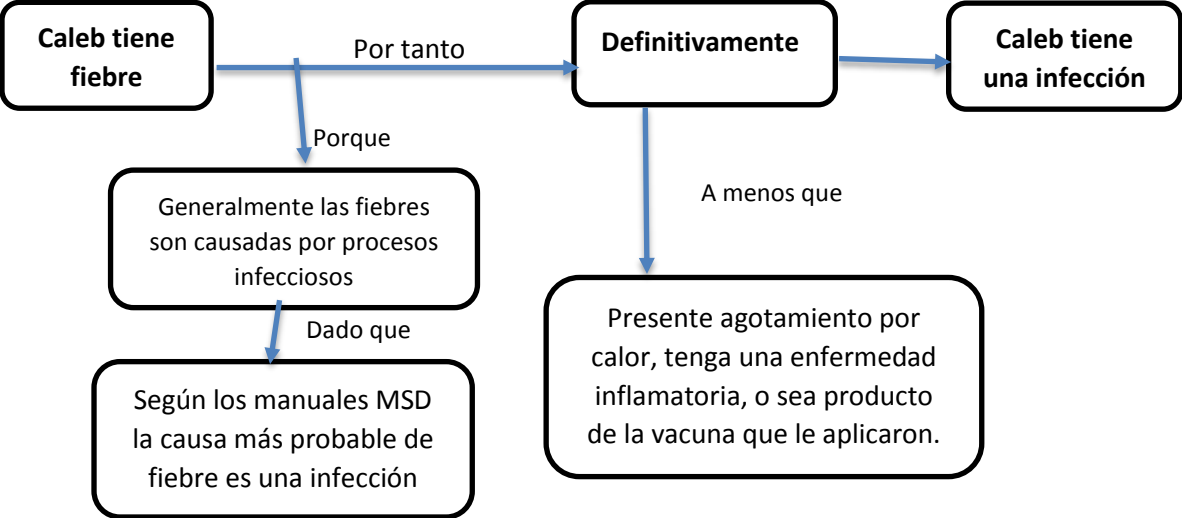 Caleb tiene
fiebre
Por tanto
Definitivamente
Caleb tiene
una infección
Porque
Generalmente las fiebres
son causadas por procesos
infecciosos
A menos que
Dado que
Según los manuales MSD
la causa más probable de
fiebre es una infección
Presente agotamiento por
calor, tenga una enfermedad
inflamatoria, o sea producto
de la vacuna que le aplicaron.